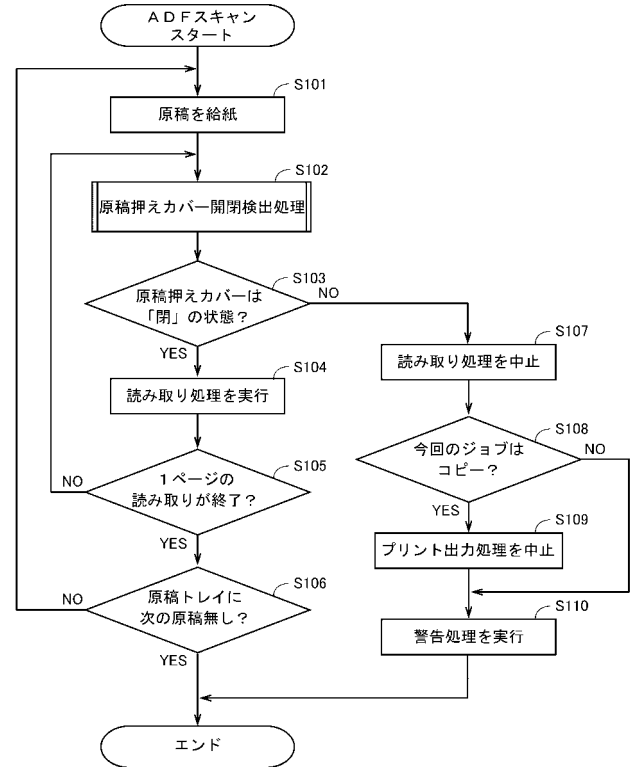 ADFスキャン
スタート
S101
原稿を給紙
S102
原稿押えカバー開閉検出処理
S103
原稿押えカバーは
「閉」の状態？
NO
YES
S104
読み取り処理を実行
S105
1ページの
読み取りが終了？
NO
YES
S106
原稿トレイに
次の原稿無し？
NO
YES
S107
読み取り処理を中止
S108
今回のジョブは
コピー？
NO
YES
S109
プリント出力処理を中止
S110
警告処理を実行
エンド